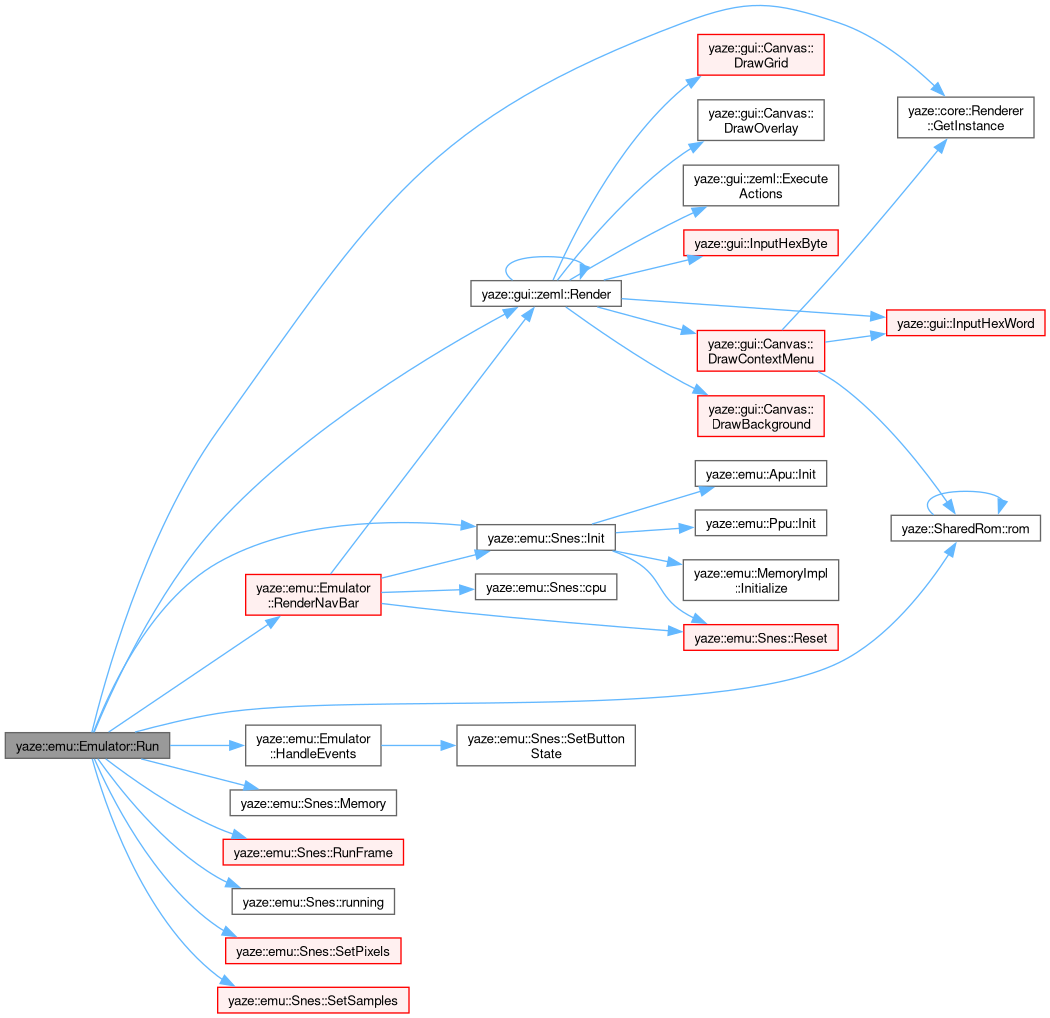 yaze::gui::Canvas::
DrawGrid
yaze::core::Renderer
::GetInstance
yaze::gui::Canvas::
DrawOverlay
yaze::gui::zeml::Execute
Actions
yaze::gui::InputHexByte
yaze::gui::zeml::Render
yaze::gui::InputHexWord
yaze::gui::Canvas::
DrawContextMenu
yaze::gui::Canvas::
DrawBackground
yaze::emu::Apu::Init
yaze::emu::Ppu::Init
yaze::SharedRom::rom
yaze::emu::Snes::Init
yaze::emu::MemoryImpl
::Initialize
yaze::emu::Snes::cpu
yaze::emu::Emulator
::RenderNavBar
yaze::emu::Snes::Reset
yaze::emu::Emulator::Run
yaze::emu::Emulator
::HandleEvents
yaze::emu::Snes::SetButton
State
yaze::emu::Snes::Memory
yaze::emu::Snes::RunFrame
yaze::emu::Snes::running
yaze::emu::Snes::SetPixels
yaze::emu::Snes::SetSamples